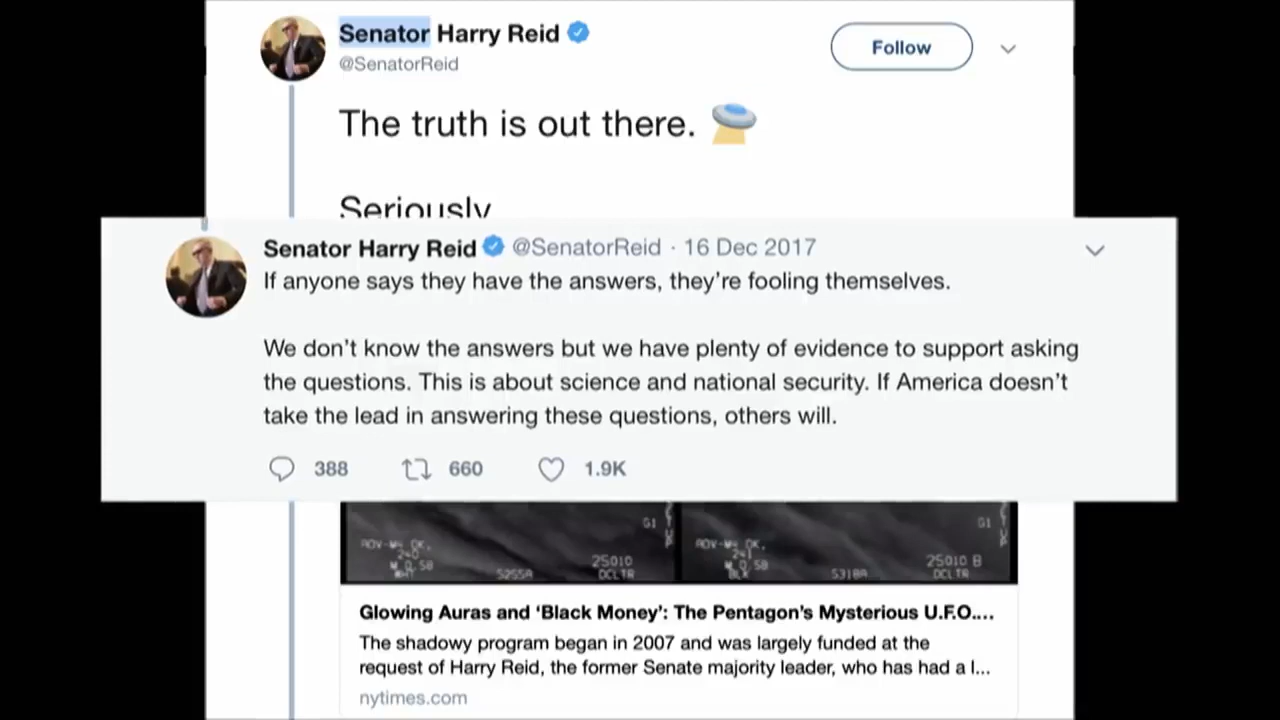 Senator Harry Reid
Follow
@SenatorReid
The truth is out there.
Seriously
Senator Harry Reid @SenatorReid · 16 Dec 2017
If anyone says they have the answers, they’re fooling themselves.
We don’t know the answers but we have plenty of evidence to support asking
the questions. This is about science and national security. If America doesn’t
take the lead in answering these questions, others will.
388 660 1.9K
G1 G1
25010 25010 B
OCLTR OCLTR
Glowing Auras and ‘Black Money’: The Pentagon’s Mysterious U.F.O....
The shadowy program began in 2007 and was largely funded at the
request of Harry Reid, the former Senate majority leader, who has had a l...
nytimes.com